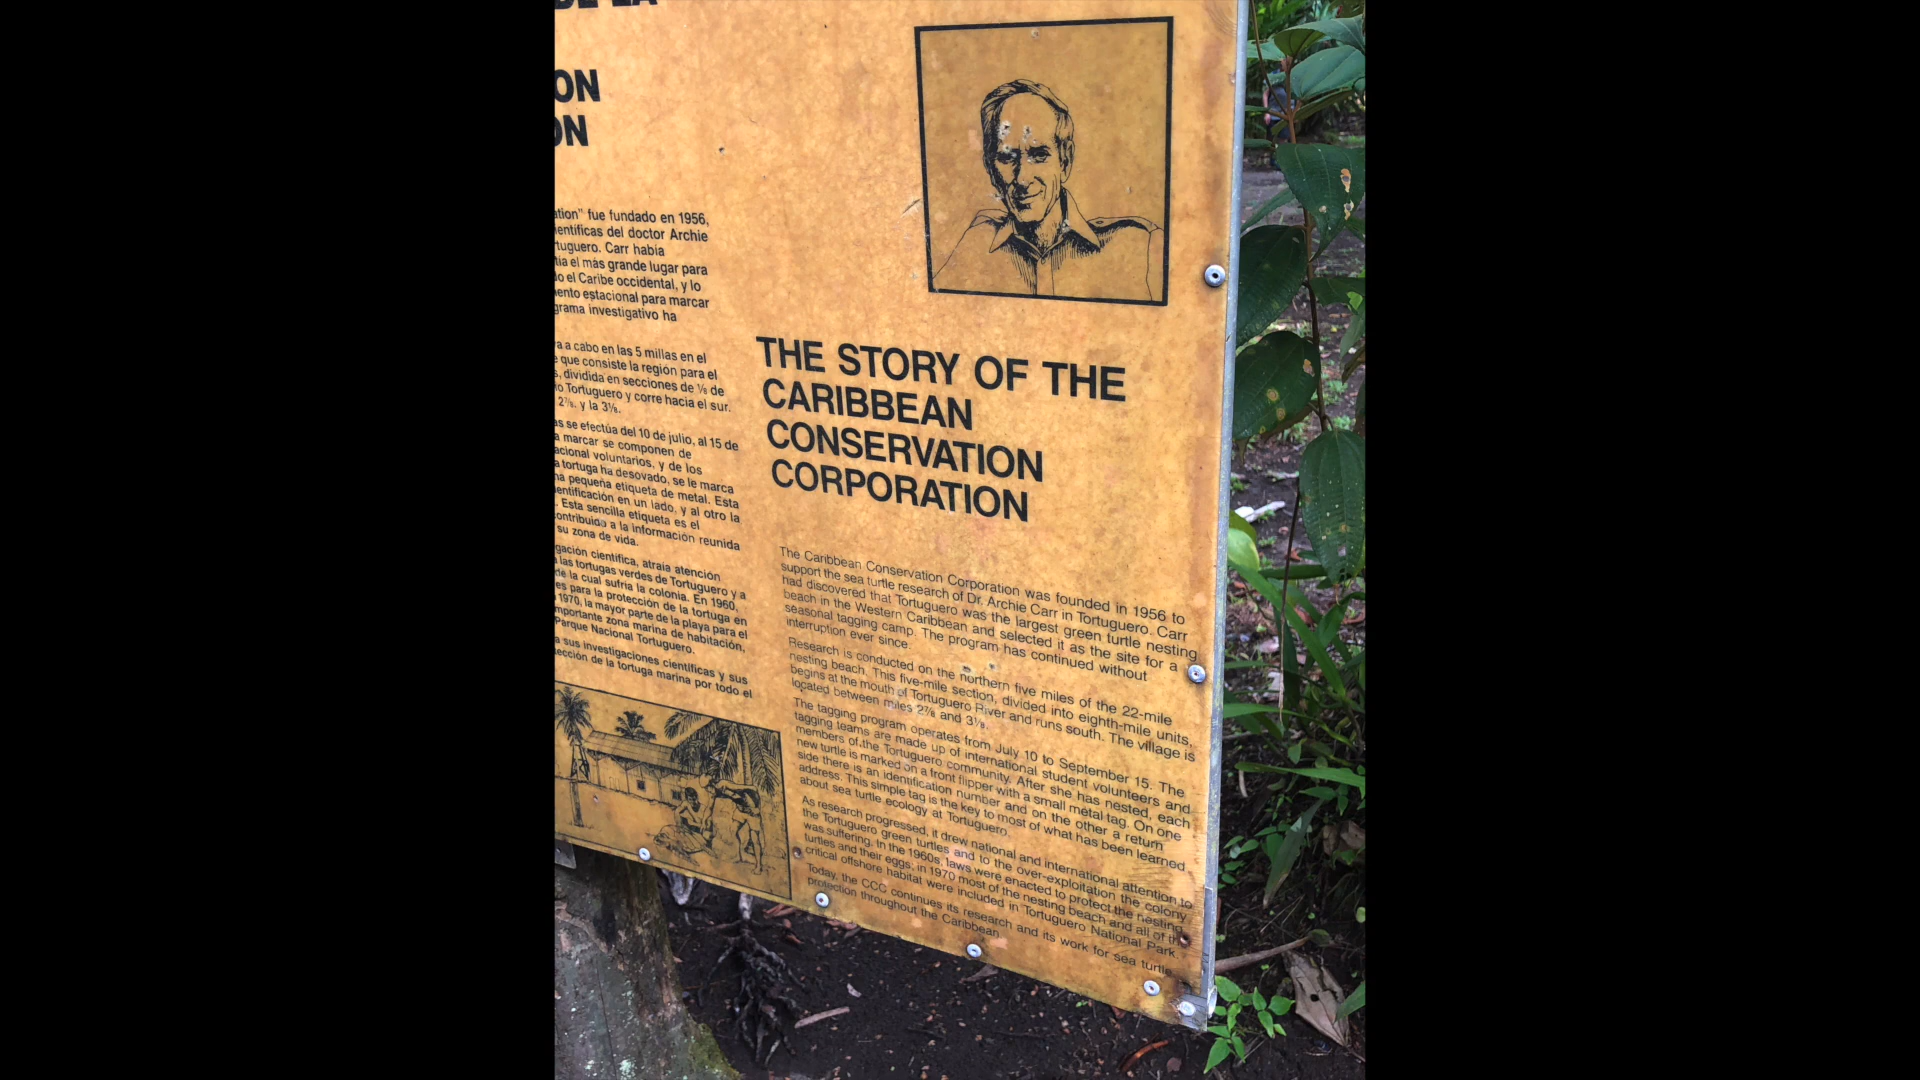 DE LA
ON
ON
ation" fue fundado en 1956,
entíficas del doctor Archie
rtuguero. Carr había
tía el más grande lugar para
do el Caribe occidental, y lo
ento estacional para marcar
grama investigativo ha
va a cabo en las 5 millas en el
e que consiste la región para el
s, dividida en secciones de ⅛ de
o Tortuguero y corre hacia el sur.
2⅞. y la 3⅛.
as se efectúa del 10 de julio, al 15 de
a marcar se componen de
acional voluntarios, y de los
a tortuga ha desovado, se le marca
na pequeña etiqueta de metal. Esta
entificación en un lado, y al otro la
. Esta sencilla etiqueta es el
contribuido a la información reunida
su zona de vida.
gación científica, atraia atención
a las tortugas verdes de Tortuguero y a
de la cual sufría la colonia. En 1960,
es para la protección de la tortuga en
1970, la mayor parte de la playa para el
mportante zona marina de habitación,
Parque Nacional Tortuguero.
a sus investigaciones científicas y sus
ección de la tortuga marina por todo el
THE STORY OF THE
CARIBBEAN
CONSERVATION
CORPORATION
The Caribbean Conservation Corporation was founded in 1956 to
support the sea turtle research of Dr. Archie Carr in Tortuguero. Carr
had discovered that Tortuguero was the largest green turtle nesting
beach in the Western Caribbean and selected it as the site for a
seasonal tagging camp. The program has continued without
interruption ever since.
Research is conducted on the northern five miles of the 22-mile
nesting beach. This five-mile section, divided into eighth-mile units,
begins at the mouth of Tortuguero River and runs south. The village is
located between miles 2⅞ and 3⅛.
The tagging program operates from July 10 to September 15. The
tagging teams are made up of international student volunteers and
members of the Tortuguero community. After she has nested, each
new turtle is marked on a front flipper with a small metal tag. On one
side there is an identification number and on the other a return
address. This simple tag is the key to most of what has been learned
about sea turtle ecology at Tortuguero.
As research progressed, it drew national and international attention to
the Tortuguero green turtles and to the over-exploitation the colony
was suffering. In the 1960s, laws were enacted to protect the nesting
turtles and their eggs; in 1970 most of the nesting beach and all of the
critical offshore habitat were included in Tortuguero National Park.
Today, the CCC continues its research and its work for sea turtle
protection throughout the Caribbean.